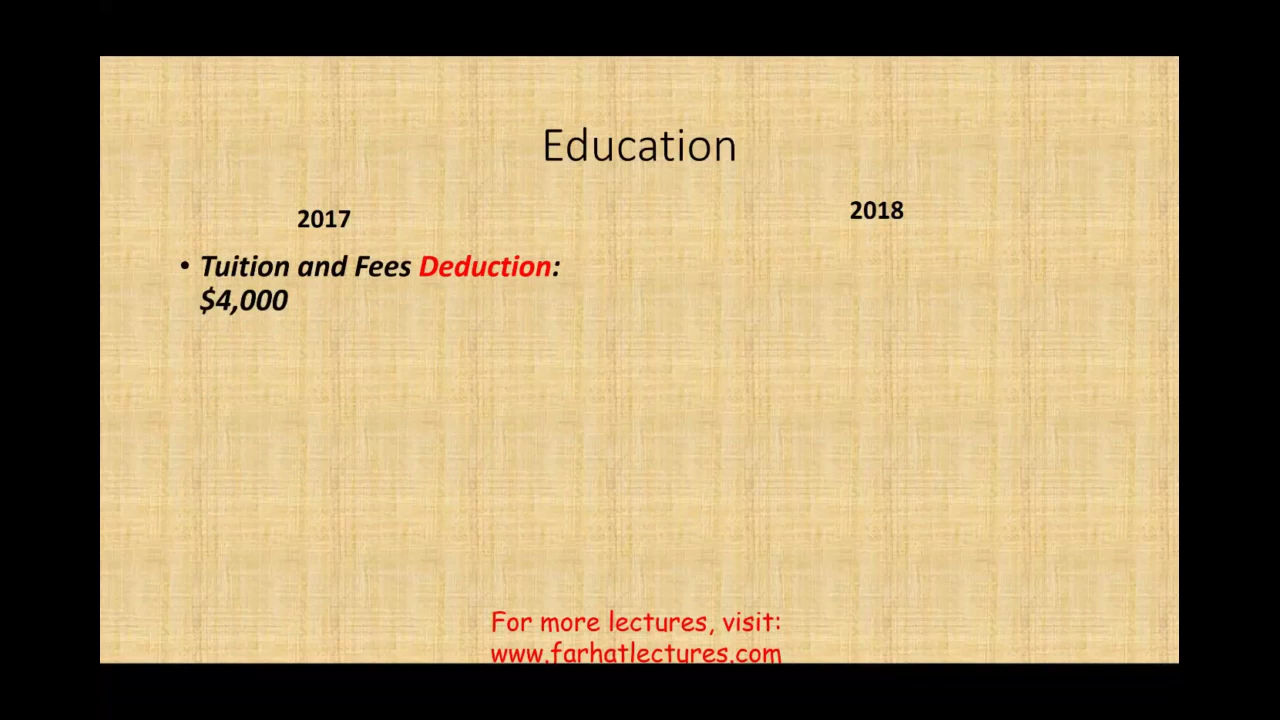 Education
2017
2018
• Tuition and Fees Deduction:
$4,000
For more lectures, visit:
www.farhatlectures.com